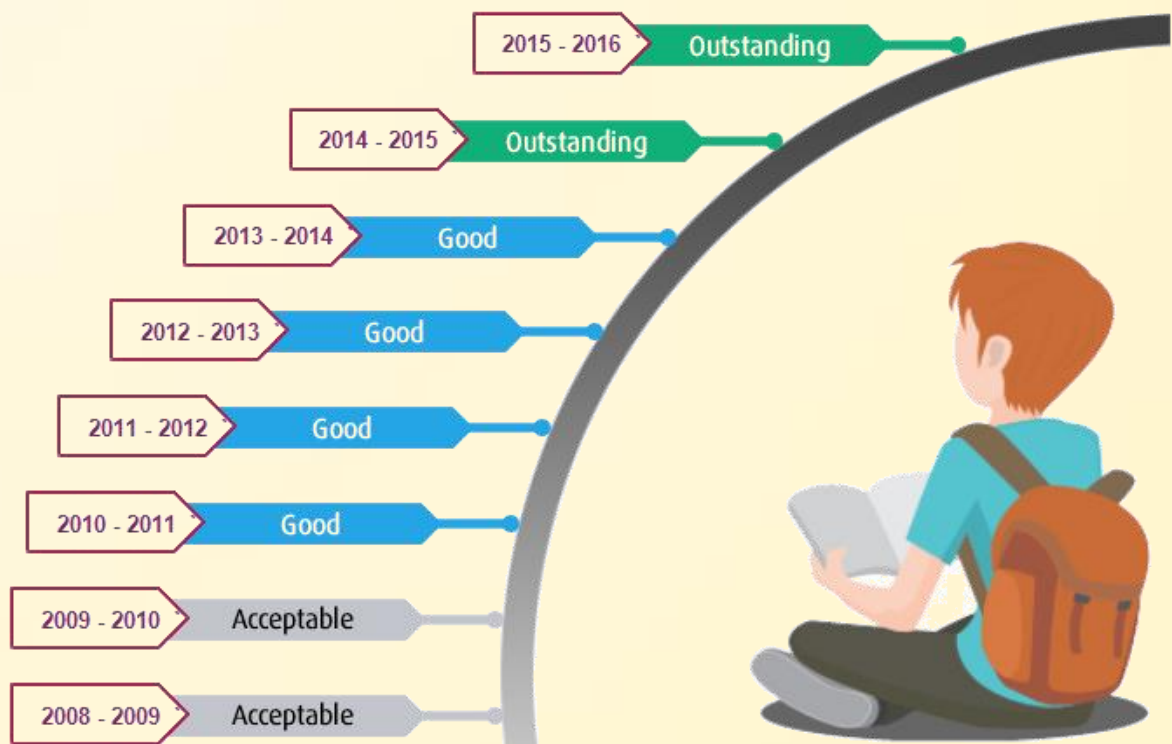 2015 - 2016 Outstanding
2014 - 2015 Outstanding
2013 - 2014 Good
2012 - 2013 Good
2011 - 2012 Good
2010 - 2011 Good
2009 - 2010 Acceptable
2008 - 2009 Acceptable